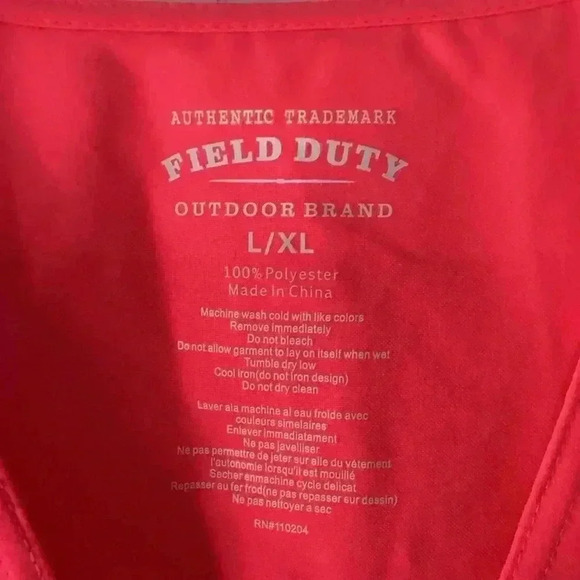 AUTHENTIC TRADEMARK
FIELD DUTY
OUTDOOR BRAND
L/XL
100% Polyester
Made In China
Machine wash cold with like colors
Remove immediately
Do not bleach
Do not allow garment to lay on itself when wet
Tumble dry low
Cool iron(do not iron design)
Do not dry clean
Laver ala machine al eau froide avec
couleurs simelaires
Enlever immediatament
Ne pas javelliser
Ne pas permettre de jeter sur elle du vêtement
l'autonomie lorsqu'il est mouillé
Secher enmachine cycle delicat
Repasser au fer frod(ne pas repasser sur dessin)
Ne pas nettoyer a sec
RN#110204